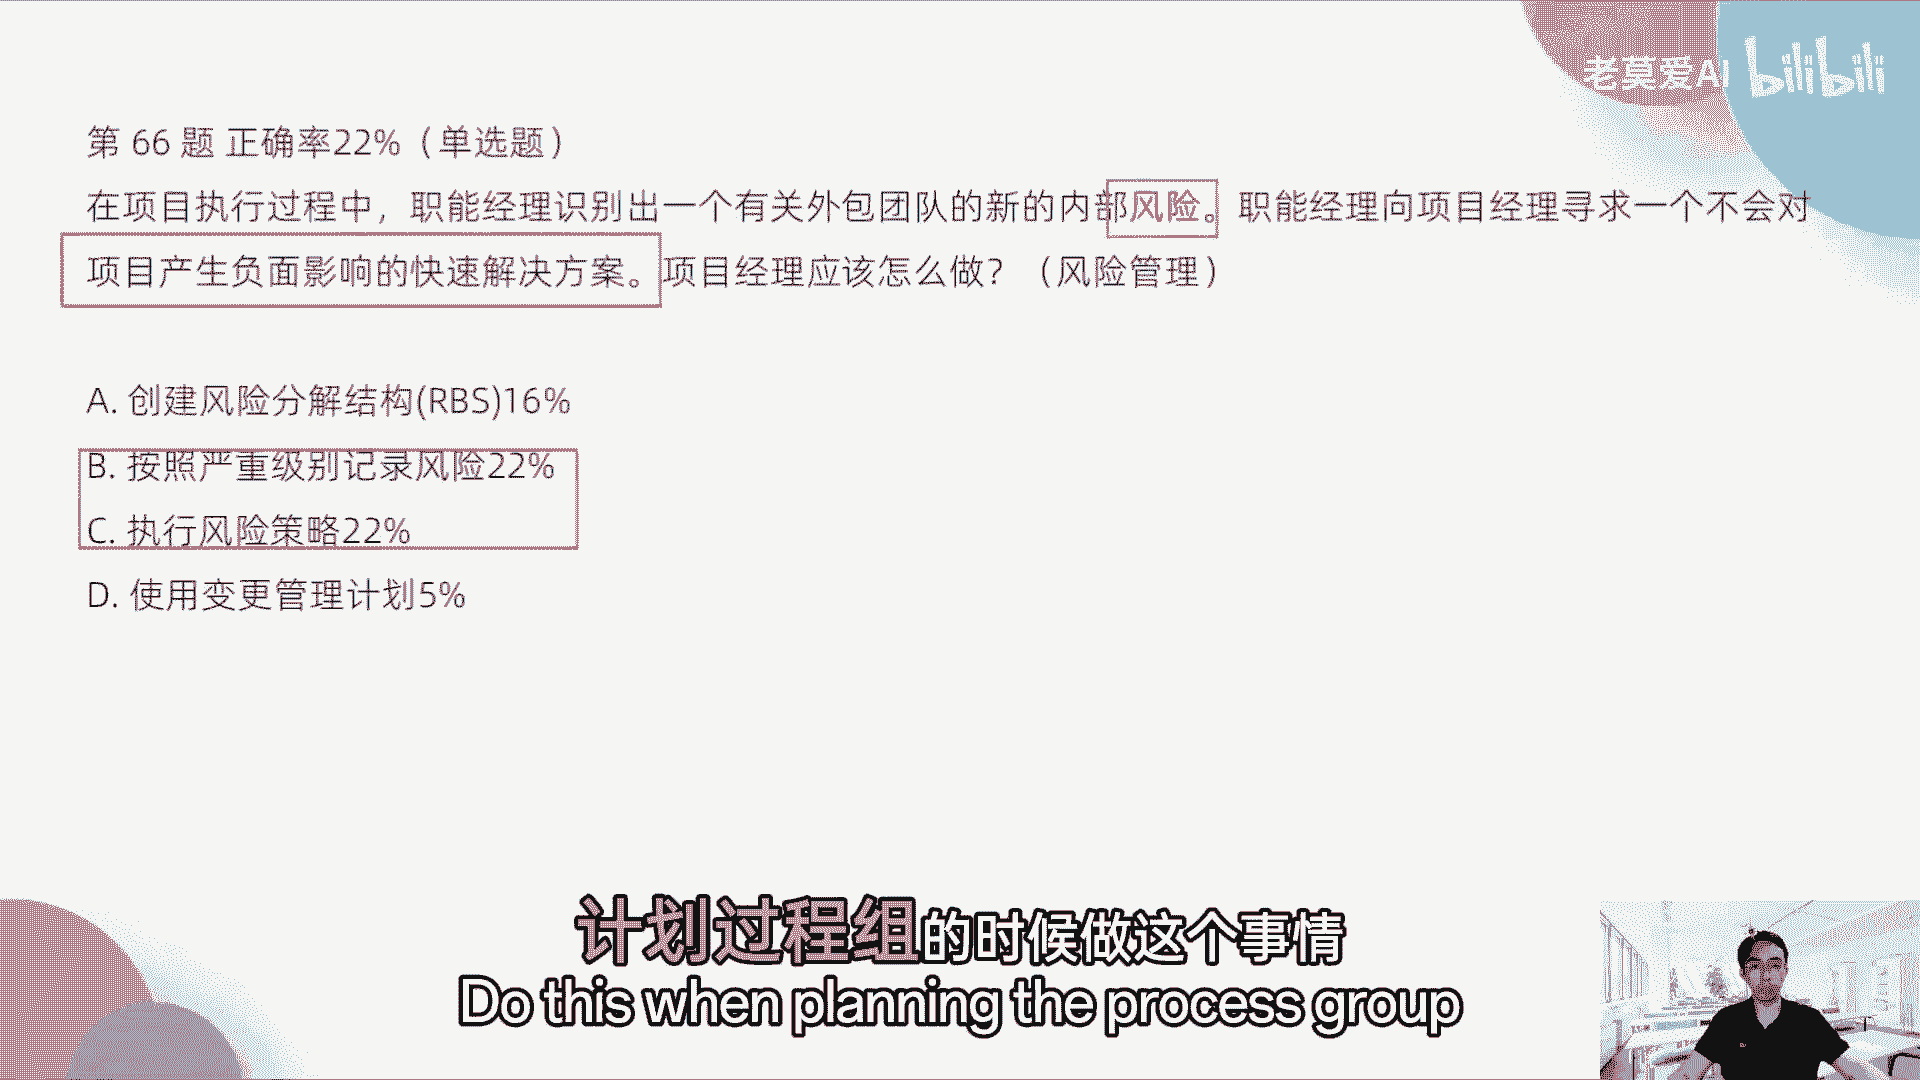 老莫爱AI bilibili
第 66 题 正确率22%（单选题）
在项目执行过程中，职能经理识别出一个有关外包团队的新的内部风险。职能经理向项目经理寻求一个不会对
项目产生负面影响的快速解决方案。项目经理应该怎么做？（风险管理）
A. 创建风险分解结构(RBS)16%
B. 按照严重级别记录风险22%
C. 执行风险策略22%
D. 使用变更管理计划5%
计划过程组的时候做这个事情
Do this when planning the process group